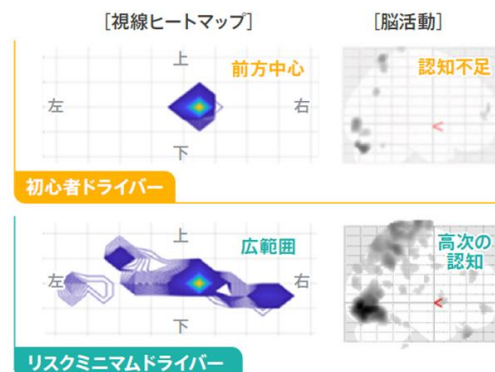 [視線ヒートマップ]
[脳活動]
上
前方中心
左
右
下
認知不足
<
初心者ドライバー
上
広範囲
左
右
下
高次の
認知
<
リスクミニマムドライバー